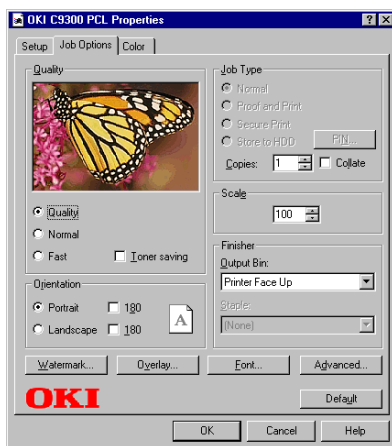 OKI C9300 PCL Properties
Setup Job Options Color
Quality
Quality
Normal
Fast Toner saving
Orientation
Portrait 180
Landscape 180
A
Job Type
Normal
Proof and Print
Secure Print
Store to HDD PIN...
Copies: 1 Collate
Scale
100
Finisher
Output Bin:
Printer Face Up
Staple:
(None)
Watermark... Overlay... Font... Advanced...
OKI Default
OK Cancel Help